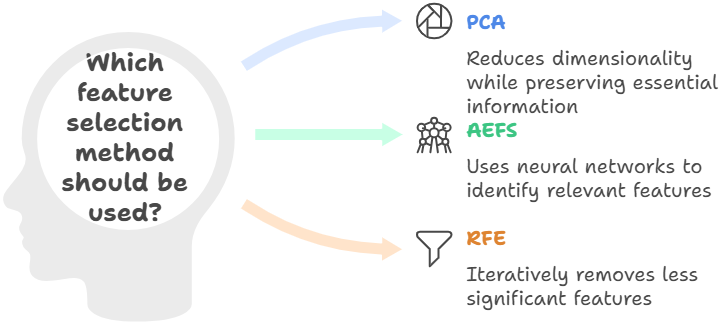 Which
feature
selection
method
should be
used?
PCA
Reduces dimensionality
while preserving essential
information
AEFS
Uses neural networks to
identify relevant features
RFE
Iteratively removes less
significant features